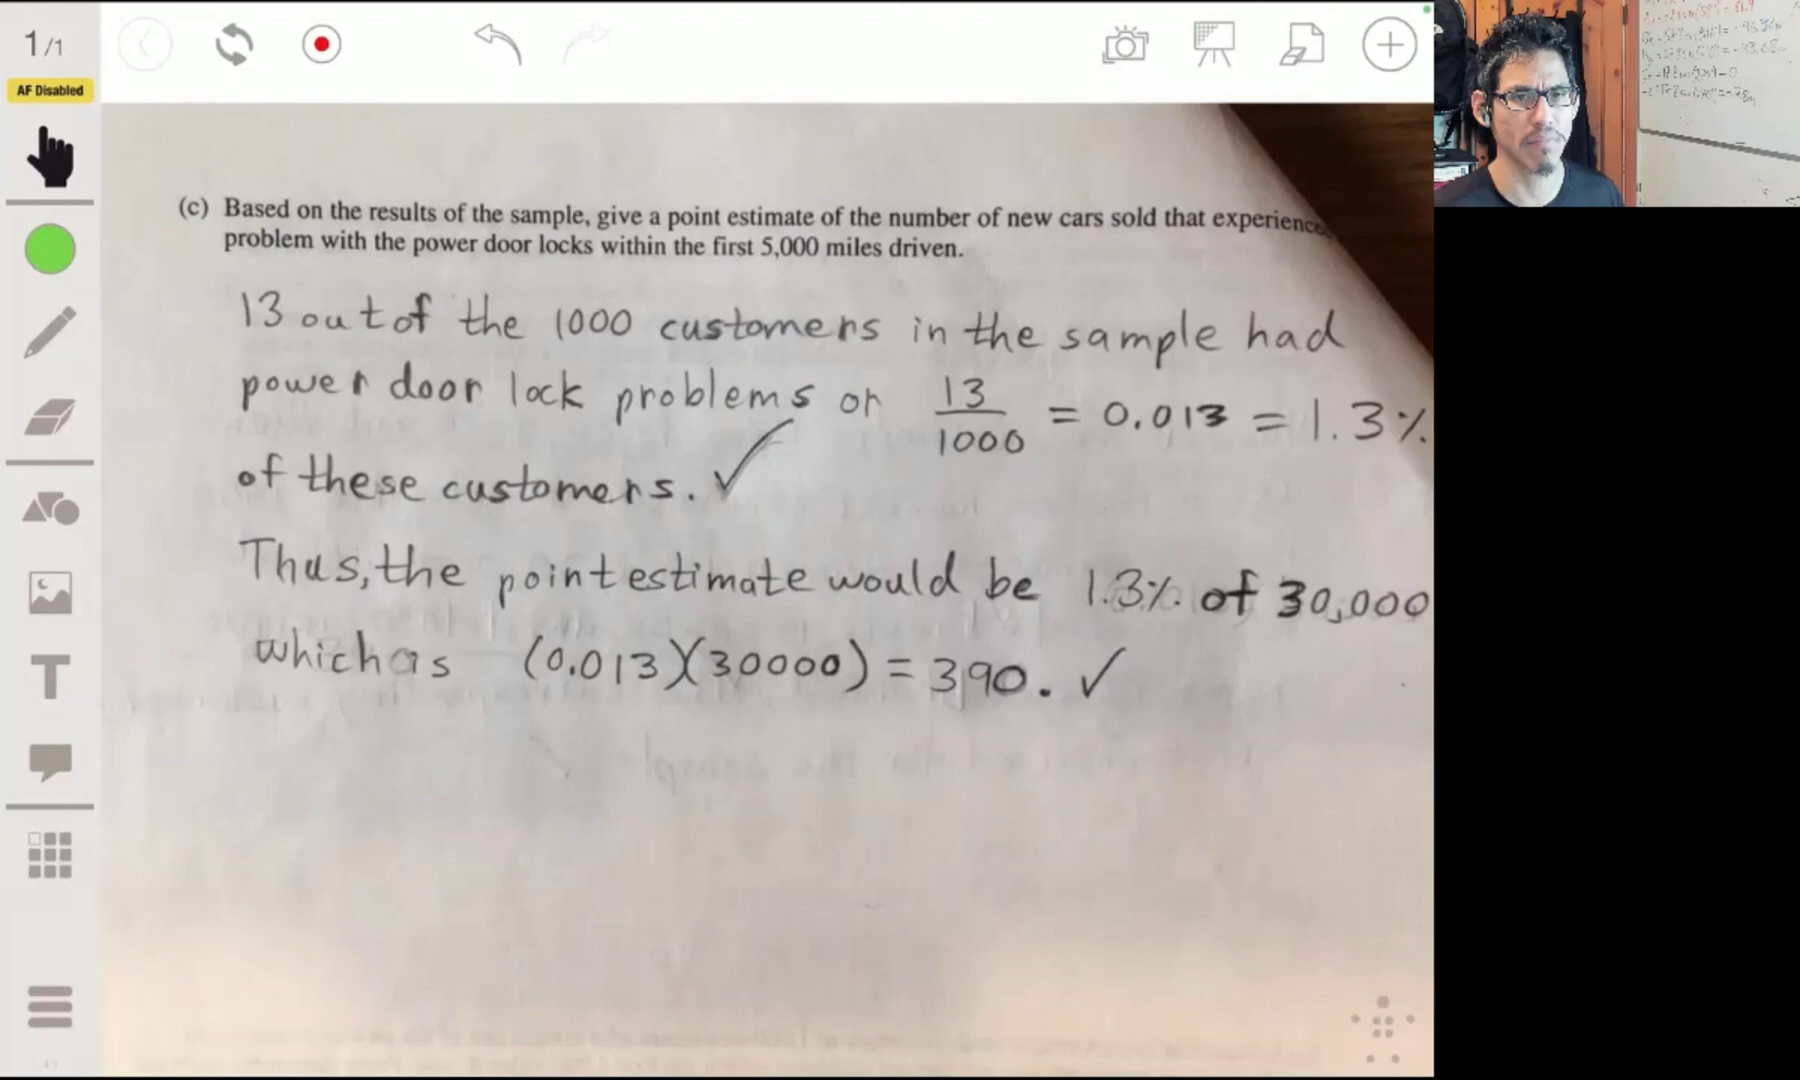 1/1
AF Disabled
(c) Based on the results of the sample, give a point estimate of the number of new cars sold that
problem with the power door locks within the first 5,000 miles driven.
13 out of the 1000 customers in the sample had
power door lock problems or 13/1000 = 0.013 = 1.3%
of these customers. ✓
Thus, the point estimate would be 1.3% of 30,000
which is (0.013)(30000) = 390. ✓
T